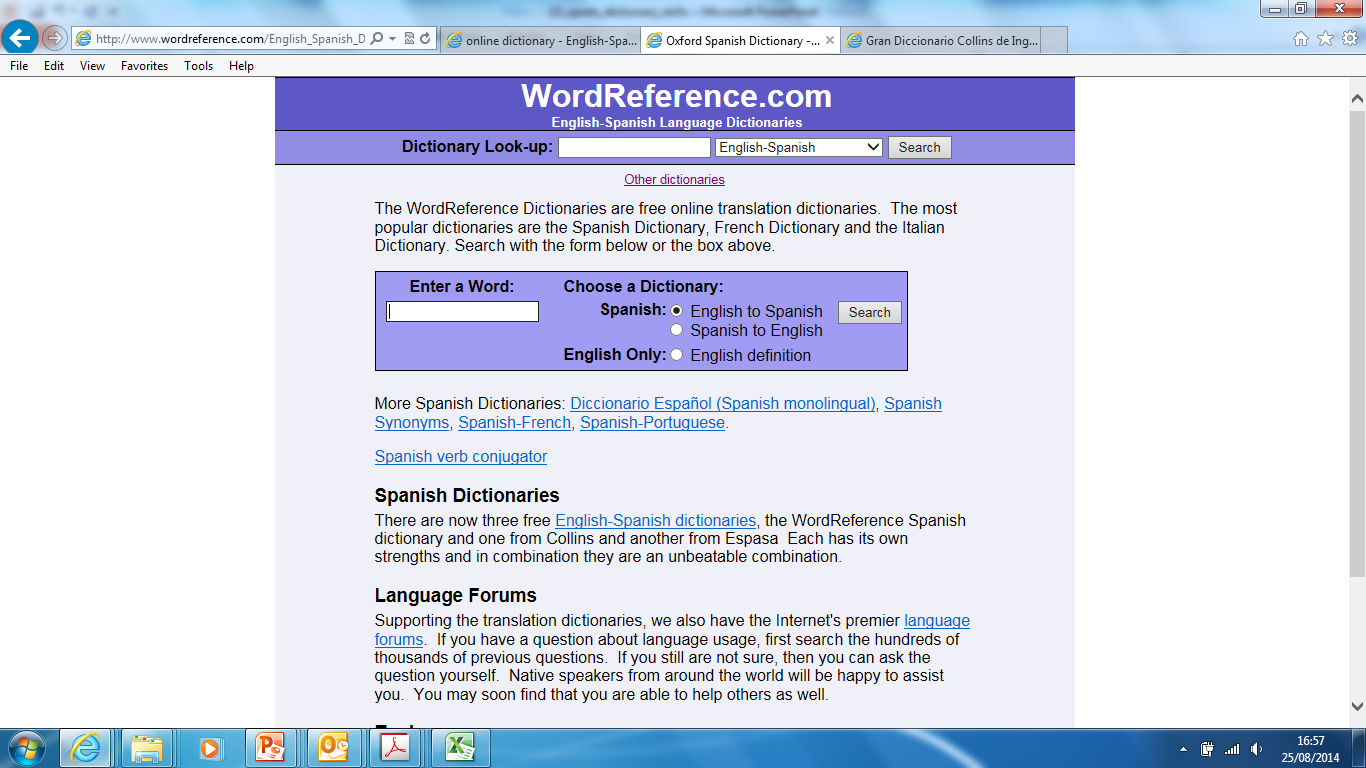 http://www.wordreference.com/English_Spanish_D
online dictionary - English-Spa...
Oxford Spanish Dictionary -...
Gran Diccionario Collins de Ing...
File Edit View Favorites Tools Help
WordReference.com
English-Spanish Language Dictionaries
Dictionary Look-up: English-Spanish Search
Other dictionaries
The WordReference Dictionaries are free online translation dictionaries. The most
popular dictionaries are the Spanish Dictionary, French Dictionary and the Italian
Dictionary. Search with the form below or the box above.
Enter a Word: Choose a Dictionary:
Spanish: English to Spanish Search
Spanish to English
English Only: English definition
More Spanish Dictionaries: Diccionario Español (Spanish monolingual), Spanish
Synonyms, Spanish-French, Spanish-Portuguese.
Spanish verb conjugator
Spanish Dictionaries
There are now three free English-Spanish dictionaries, the WordReference Spanish
dictionary and one from Collins and another from Espasa Each has its own
strengths and in combination they are an unbeatable combination.
Language Forums
Supporting the translation dictionaries, we also have the Internet's premier language
forums. If you have a question about language usage, first search the hundreds of
thousands of previous questions. If you still are not sure, then you can ask the
question yourself. Native speakers from around the world will be happy to assist
you. You may soon find that you are able to help others as well.
16:57
25/08/2014